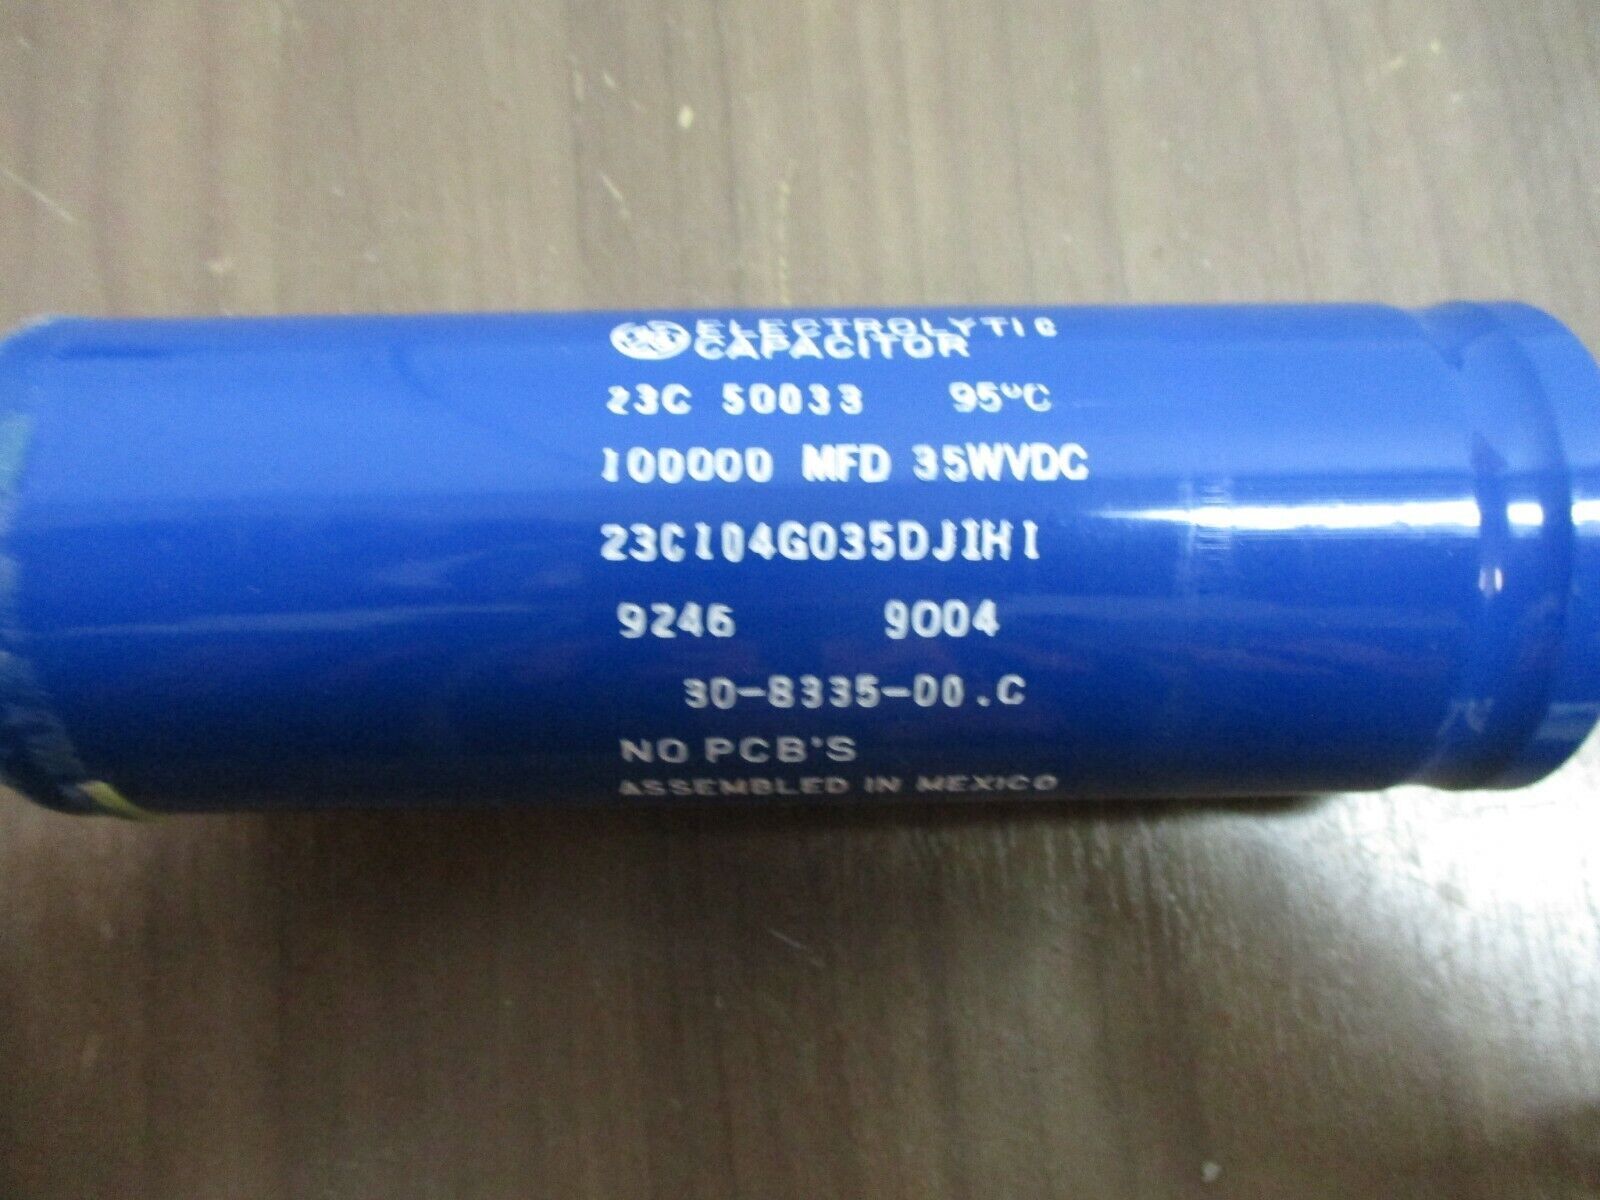 GE ELECTROLYTIC
CAPACITOR
23C 50033 95°C
100000 MFD 35WVDC
23C104G035DJ1H1
9246 9004
30-8335-00.C
NO PCB'S
ASSEMBLED IN MEXICO